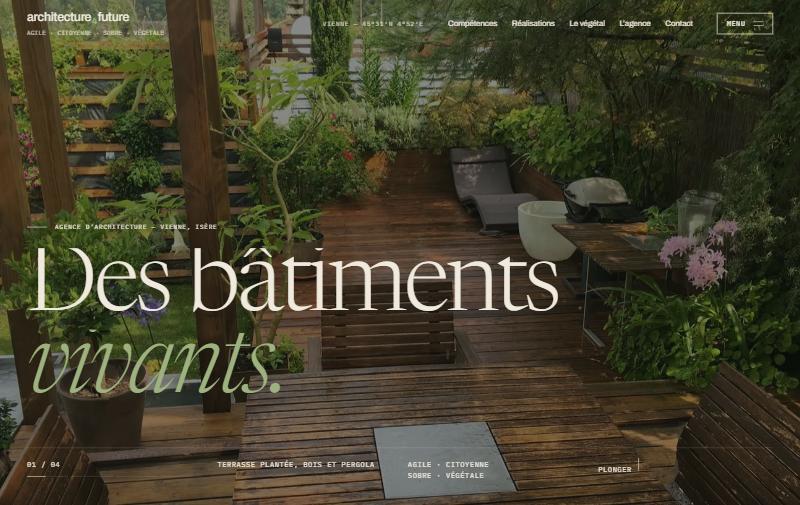 architecture future
AGILE · CITOYENNE · SOBRE · VÉGÉTALE
VIENNE — 45°31'N 4°52'E
Compétences Réalisations Le végétal L'agence Contact
MENU
AGENCE D'ARCHITECTURE — VIENNE, ISÈRE
Des bâtiments
vivants.
01 / 04
TERRASSE PLANTÉE, BOIS ET PERGOLA
AGILE · CITOYENNE
SOBRE · VÉGÉTALE
PLONGER